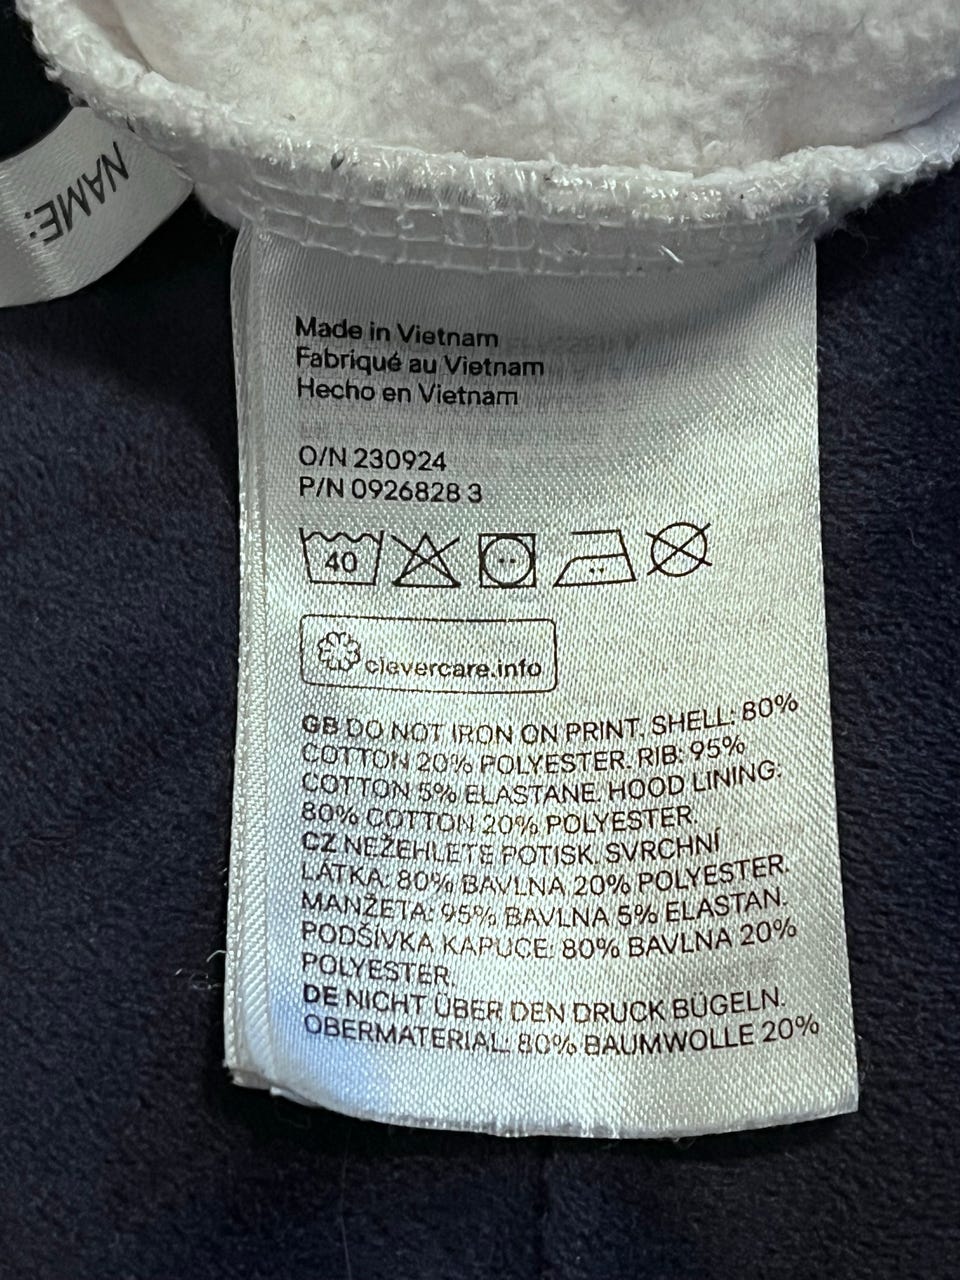 NAME:
Made in Vietnam
Fabriqué au Vietnam
Hecho en Vietnam
O/N 230924
P/N 0926828 3
40
clevercare.info
GB DO NOT IRON ON PRINT. SHELL: 80%
COTTON 20% POLYESTER. RIB: 95%
COTTON 5% ELASTANE. HOOD LINING:
80% COTTON 20% POLYESTER.
CZ NEŽEHLETE POTISK. SVRCHNÍ
LÁTKA: 80% BAVLNA 20% POLYESTER.
MANŽETA: 95% BAVLNA 5% ELASTAN.
PODŠÍVKA KAPUCE: 80% BAVLNA 20%
POLYESTER.
DE NICHT ÜBER DEN DRUCK BÜGELN.
OBERMATERIAL: 80% BAUMWOLLE 20%